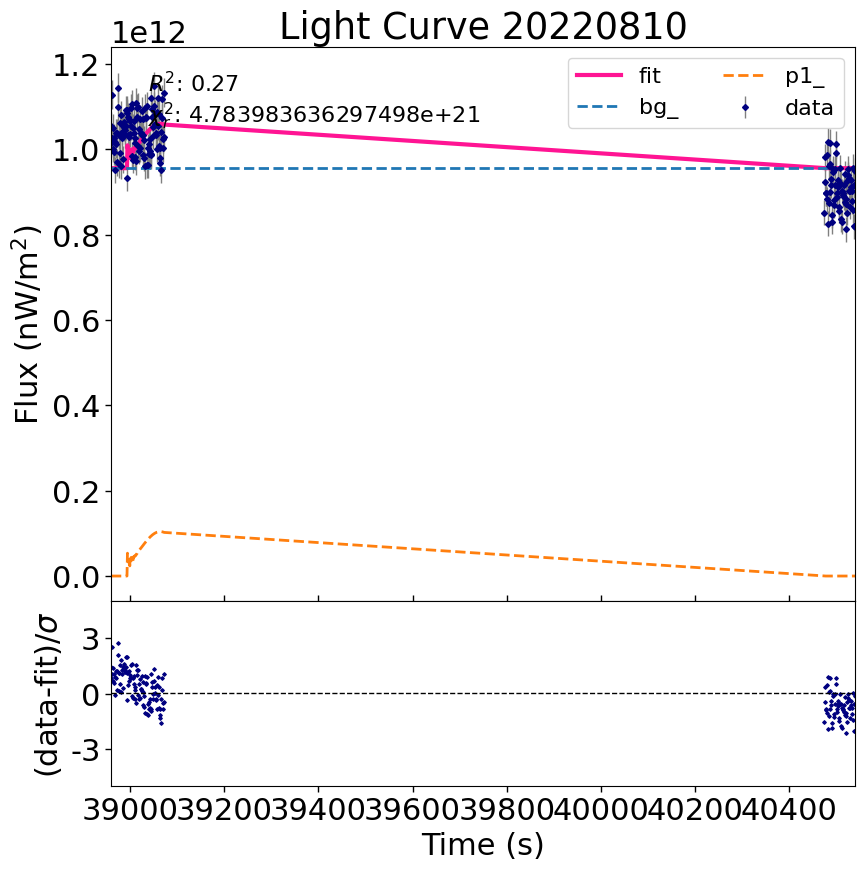 Light Curve 20220810
1e12
R²: 0.27
: 4.783983636297498e+21
fit
bg_
p1_
data
1.2
1.0
0.8
0.6
0.4
0.2
0.0
Flux (nW/m²)
3
0
-3
(data-fit)/σ
39000 39200 39400 39600 39800 40000 40200 40400
Time (s)